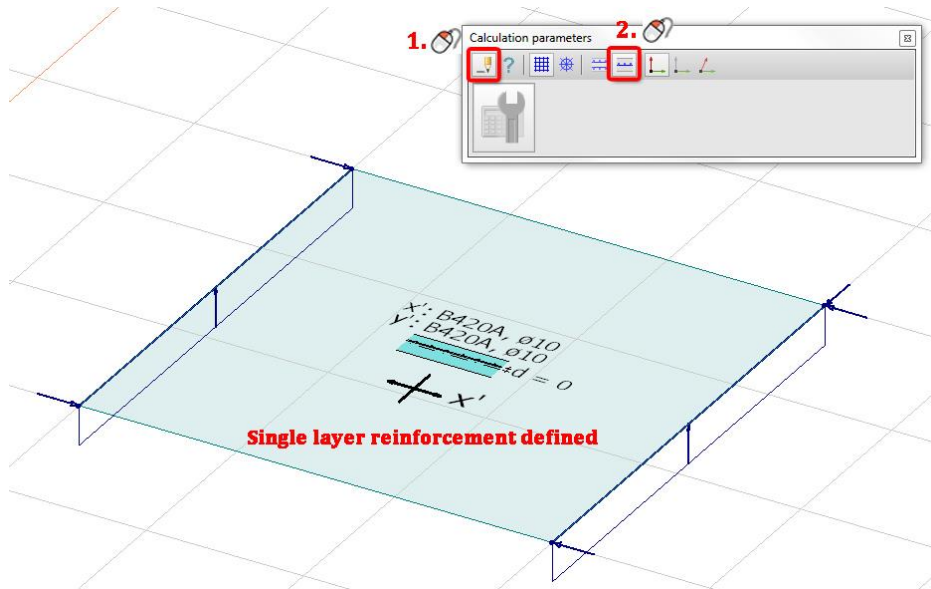 1.
2.
Calculation parameters
?
x': B420A, ø10
y': B420A, ø10
d = 0
x'
Single layer reinforcement defined